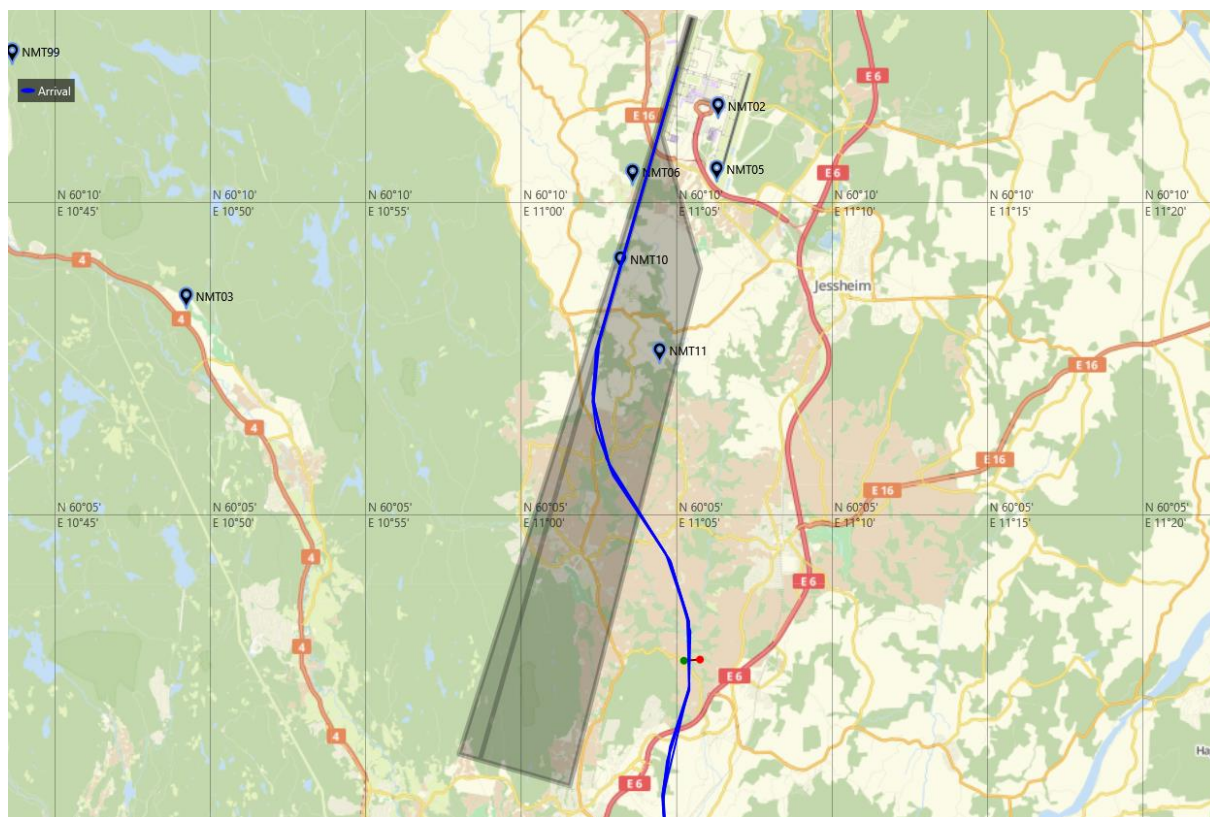 NMT99
E 6
Arrival
NMT02
E 16
NMT06
NMT05
E 6
N 60°10'
E 10°45'
N 60°10'
E 10°50'
N 60°10'
E 10°55'
N 60°10'
E 11°00'
N 60°10'
E 11°05'
N 60°10'
E 11°10'
N 60°10'
E 11°15'
N 60°10'
E 11°20'
4
NMT10
Jessheim
NMT03
4
NMT11
E 16
4
E 16
E 16
N 60°05'
E 10°45'
N 60°05'
E 10°50'
N 60°05'
E 10°55'
N 60°05'
E 11°00'
N 60°05'
E 11°05'
N 60°05'
E 11°10'
N 60°05'
E 11°15'
N 60°05'
E 11°20'
4
E 6
4
E 6
4
Ha
E 6